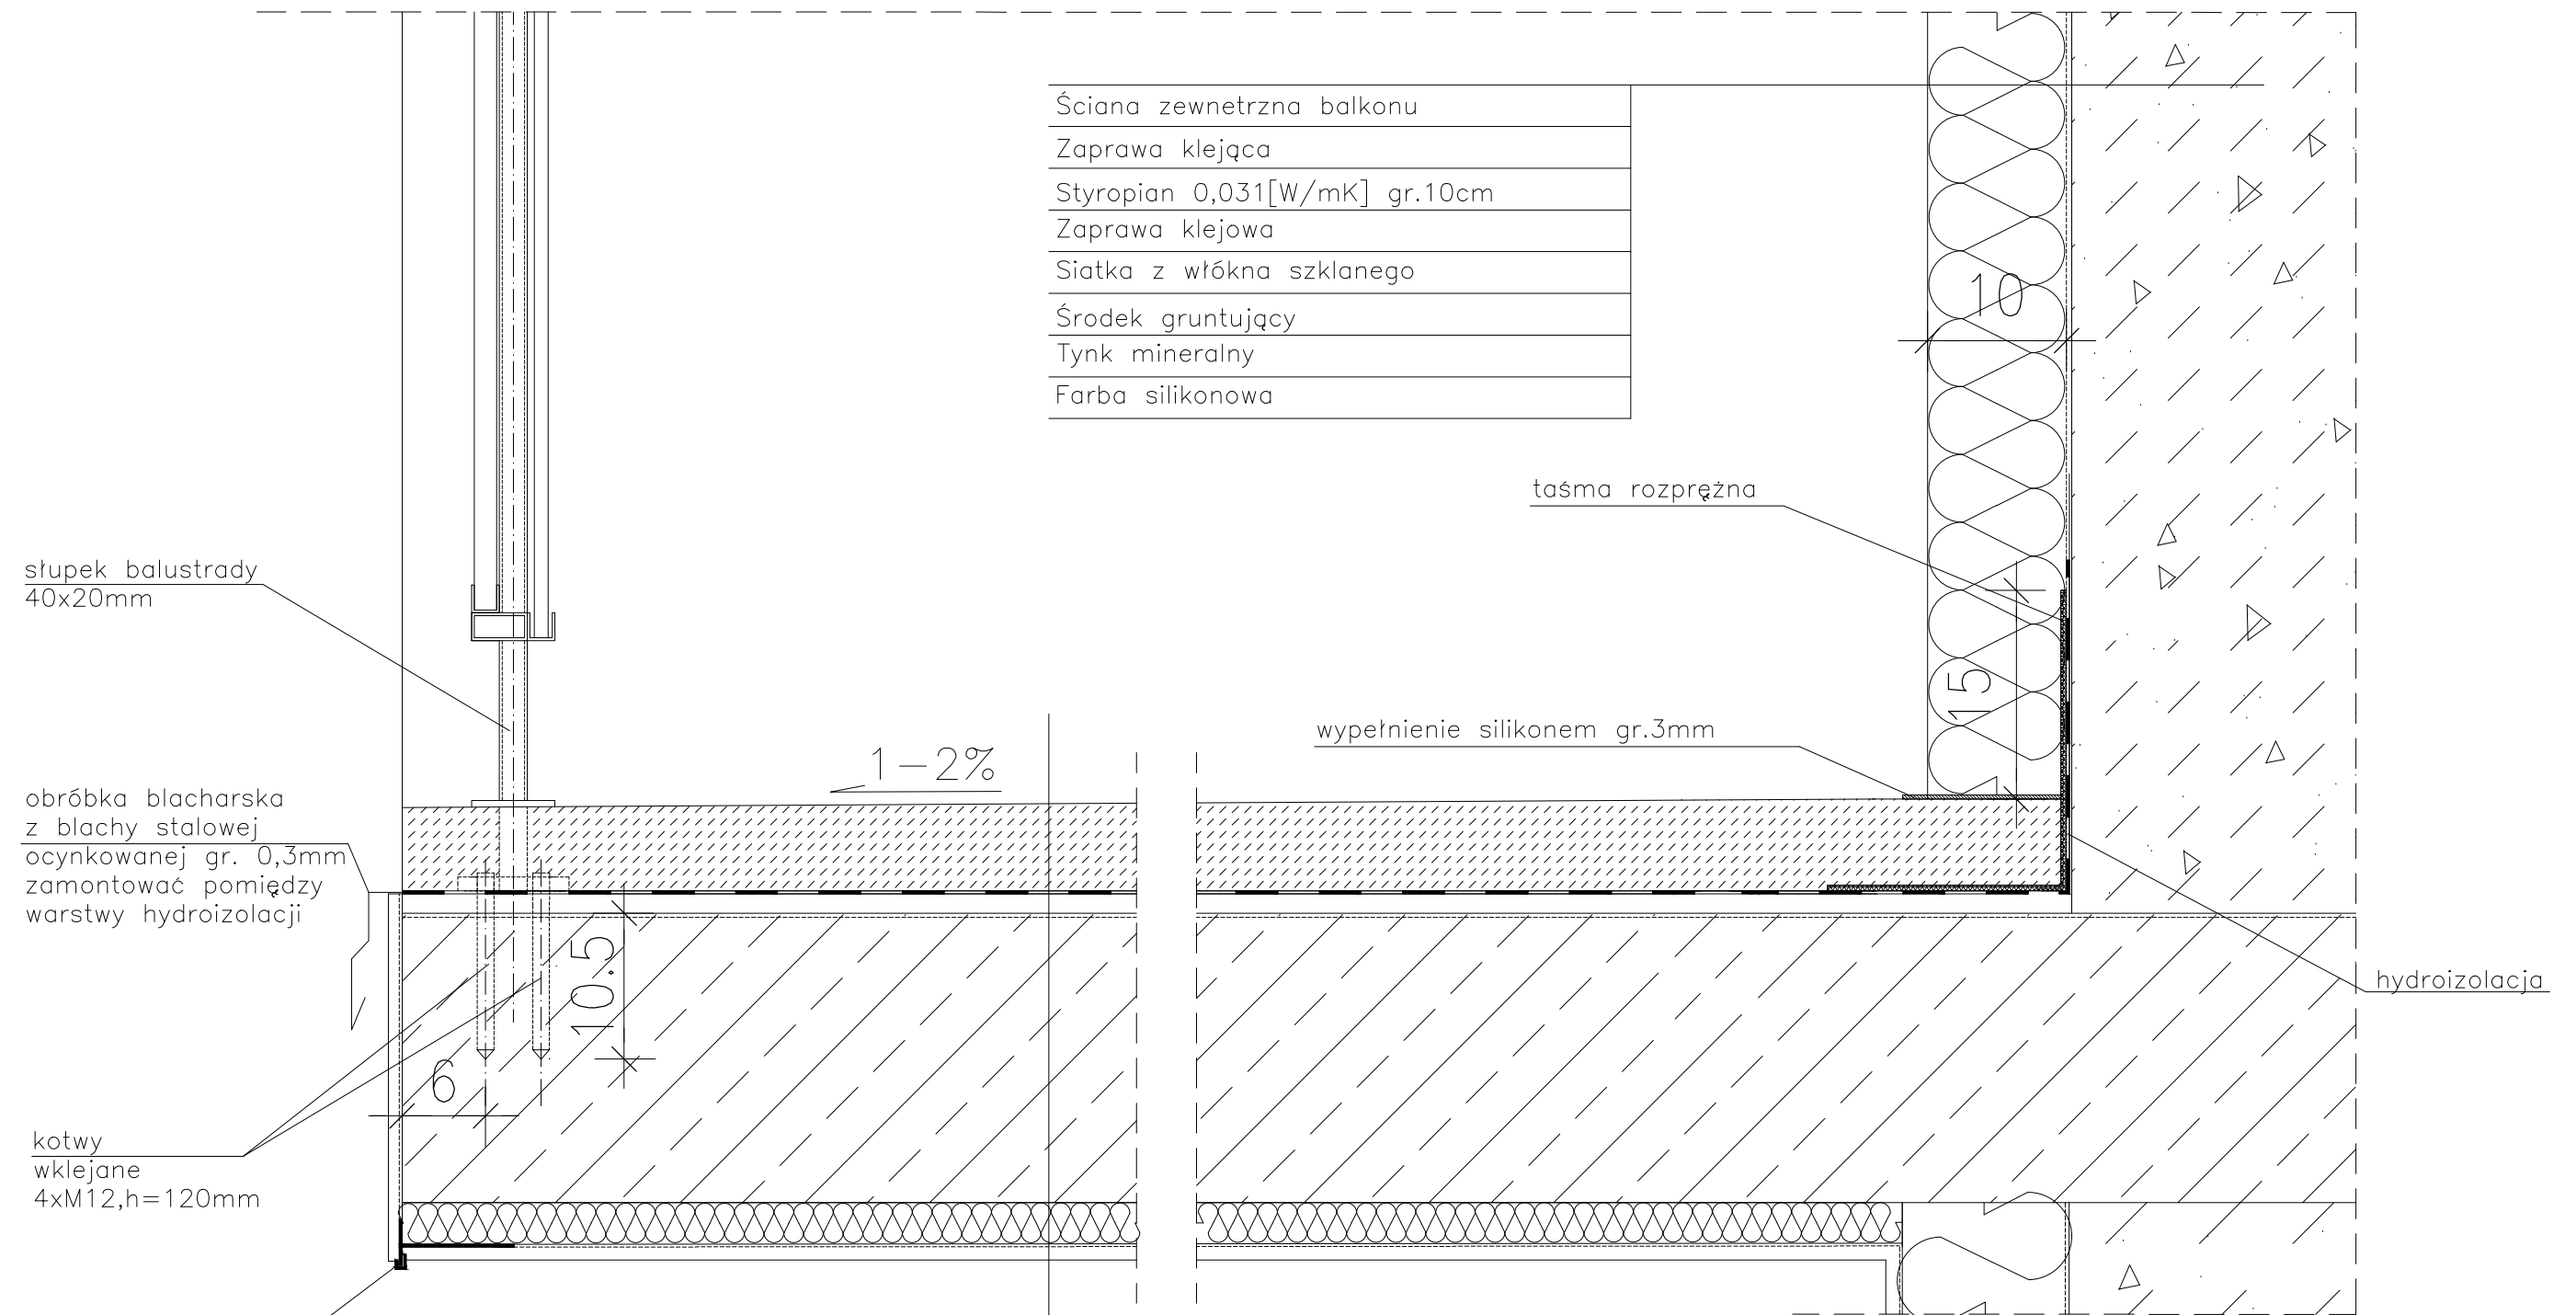 Ściana zewnetrzna balkonu
Zaprawa klejąca
Styropian 0,031[W/mK] gr.10cm
Zaprawa klejowa
Siatka z włókna szklanego
Środek gruntujący
Tynk mineralny
Farba silikonowa
10
taśma rozprężna
słupek balustrady
40x20mm
15
wypełnienie silikonem gr.3mm
1-2%
obróbka blacharska
z blachy stalowej
ocynkowanej gr. 0,3mm
zamontować pomiędzy
warstwy hydroizolacji
10.5
hydroizolacja
6
kotwy
wklejane
4xM12,h=120mm